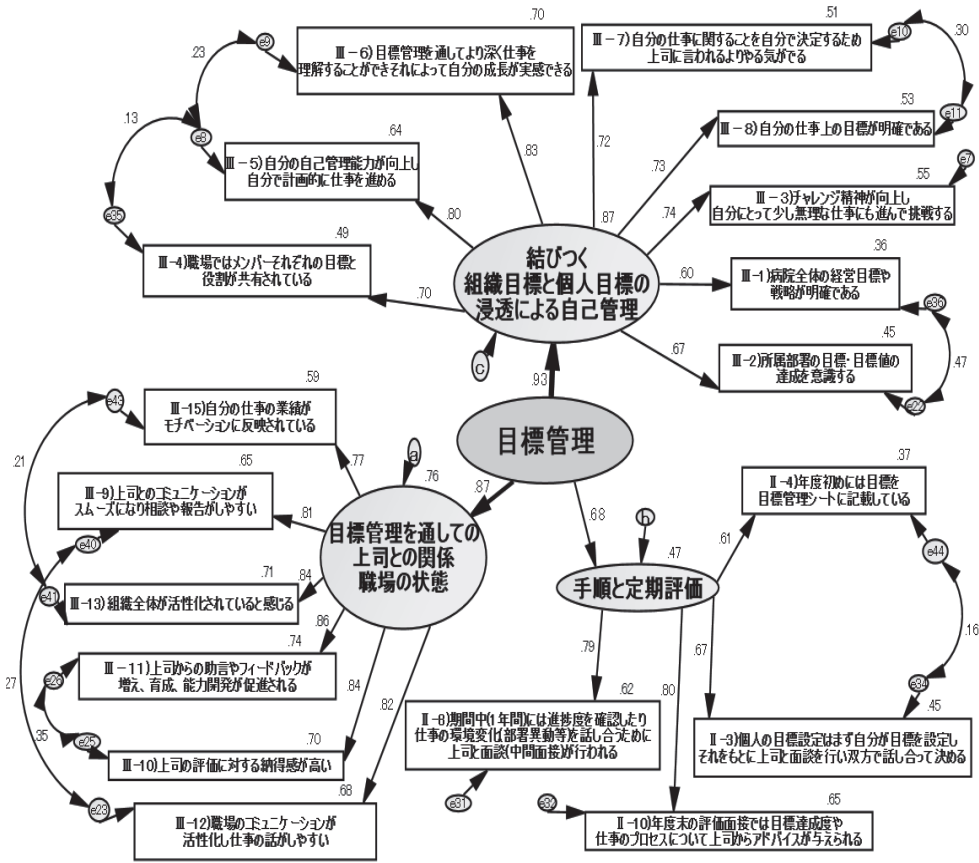 .70
Ⅲ－6)目標管理を通してより深く仕事を
理解することができそれによって自分の成長が実感できる
.51
Ⅲ－7)自分の仕事に関することを自分で決定するため
上司に言われるよりやる気がでる
e9
e10
.30
.23
.13
e8
e11
.53
Ⅲ－8)自分の仕事上の目標が明確である
.64
Ⅲ－5)自分の自己管理能力が向上し
自分で計画的に仕事を進める
.83
.72
.73
e7
.55
Ⅲ－3)チャレンジ精神が向上し
自分にとって少し無理な仕事にも進んで挑戦する
e35
.80
.87
.74
.49
Ⅲ－4)職場ではメンバーそれぞれの目標と
役割が共有されている
.70
結びつく
組織目標と個人目標の
浸透による自己管理
.60
.36
Ⅲ－1)病院全体の経営目標や
戦略が明確である
e36
.67
.45
Ⅲ－2)所属部署の目標・目標値の
達成を意識する
.47
e22
c
.93
目標管理
.59
e43
Ⅲ－15)自分の仕事の業績が
モチベーションに反映されている
.21
.77
a
.76
.87
.65
Ⅲ－9)上司とのコミュニケーションが
スムーズになり相談や報告がしやすい
.81
e40
目標管理を通しての
上司との関係
職場の状態
.68
b
.47
手順と定期評価
.37
Ⅱ－4)年度初めには目標を
目標管理シートに記載している
.61
e44
.16
e34
.71
.84
e41
Ⅲ－13)組織全体が活性化されていると感じる
.86
.74
Ⅲ－11)上司からの助言やフィードバックが
増え、育成、能力開発が促進される
e26
.27
.35
e25
.84
.82
.70
Ⅲ－10)上司の評価に対する納得感が高い
.68
e23
Ⅲ－12)職場のコミュニケーションが
活性化し仕事の話がしやすい
.79
.80
.67
.62
Ⅱ－8)期間中(1年間)には進捗度を確認したり
仕事の環境変化(部署異動等)を話し合うために
上司と面談(中間面接)が行われる
e31
.45
Ⅱ－3)個人の目標設定はまず自分が目標を設定し
それをもとに上司と面談を行い双方で話し合って決める
e32
.65
Ⅱ－10)年度末の評価面接では目標達成度や
仕事のプロセスについて上司からアドバイスが与えられる